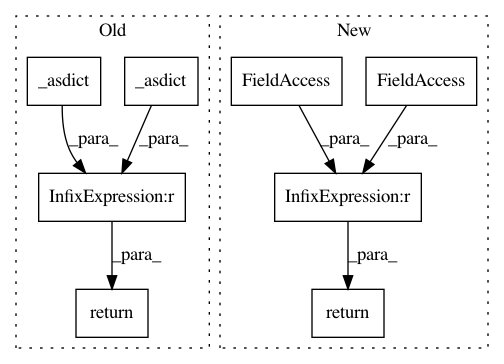 Old
New
_asdict
_asdict
FieldAccess
FieldAccess
_para_
_para_
_para_
_para_
InfixExpression:r
InfixExpression:r
_para_
_para_
return
return